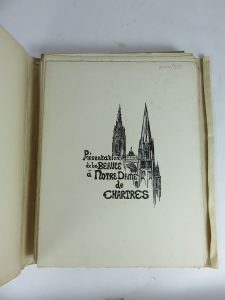 Présentation
de la BEAUCE
à NOTRE DAME
de
CHARTRES